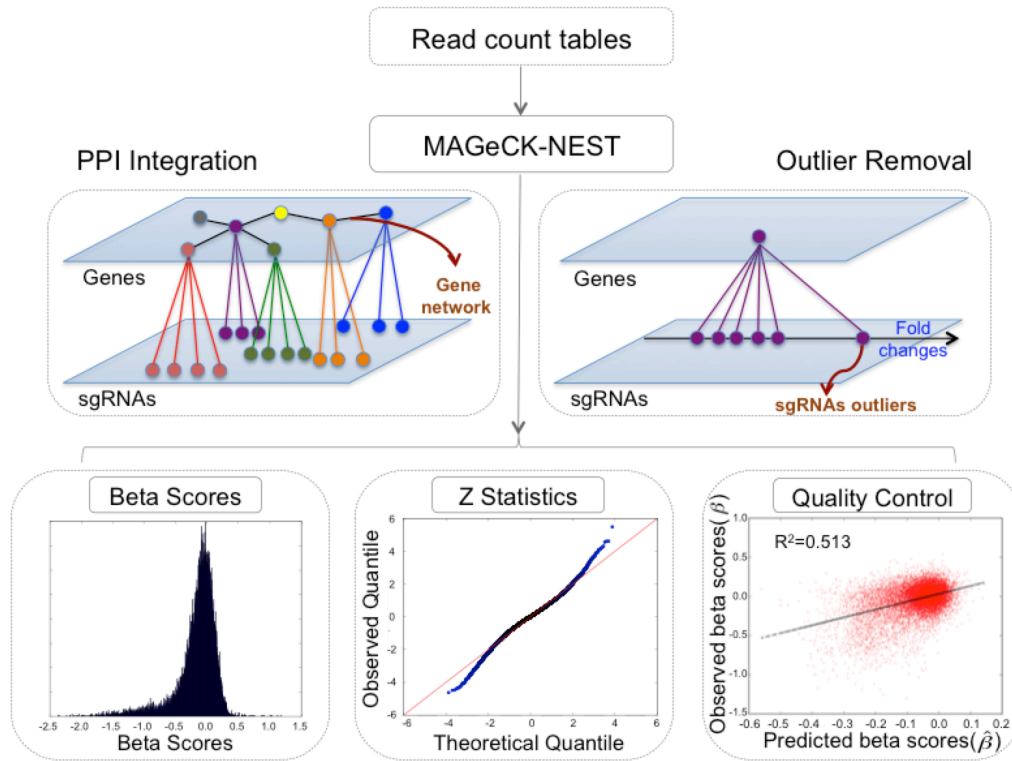 Read count tables
MAGeCK-NEST
PPI Integration
Outlier Removal
Genes
Gene
network
sgRNAs
Genes
Fold
changes
sgRNAs
sgRNAs outliers
Beta Scores
-2.5 -2.0 -1.5 -1.0 -0.5 0.0 0.5 1.0 1.5
Beta Scores
Z Statistics
Observed Quantile
6
4
2
0
-2
-4
-6
-6 -4 -2 0 2 4 6
Theoretical Quantile
Quality Control
Observed beta scores(β)
1.0
0.5
0.0
-0.5
-1.0
-1.5
R²=0.513
-0.6 -0.5 -0.4 -0.3 -0.2 -0.1 0.0 0.1 0.2
Predicted beta scores(β̂)